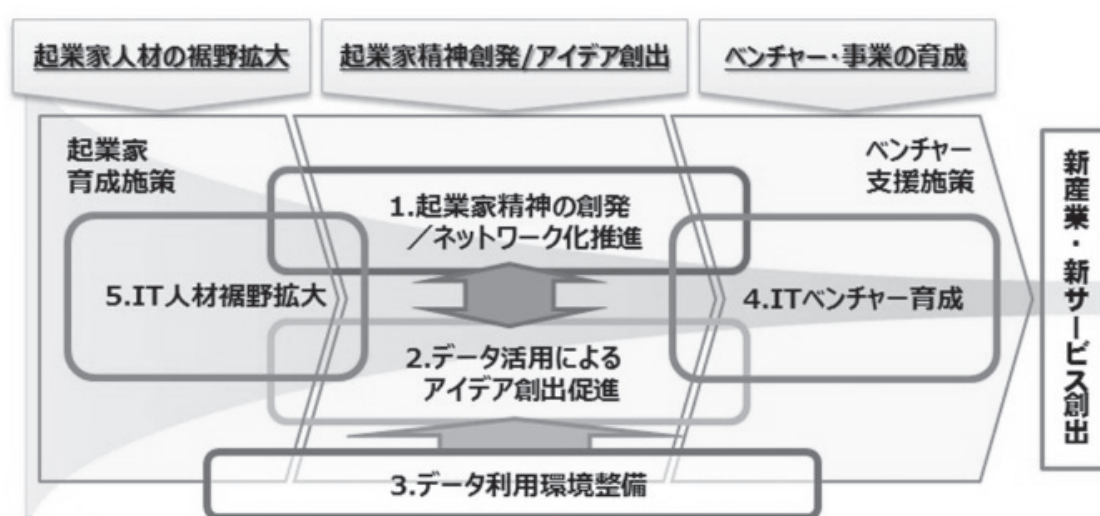 起業家人材の裾野拡大
起業家精神創発/アイデア創出
ベンチャー・事業の育成
起業家
育成施策
ベンチャー
支援施策
1.起業家精神の創発
／ネットワーク化推進
5.IT人材裾野拡大
4.ITベンチャー育成
2.データ活用による
アイデア創出促進
3.データ利用環境整備
新産業・新サービス創出